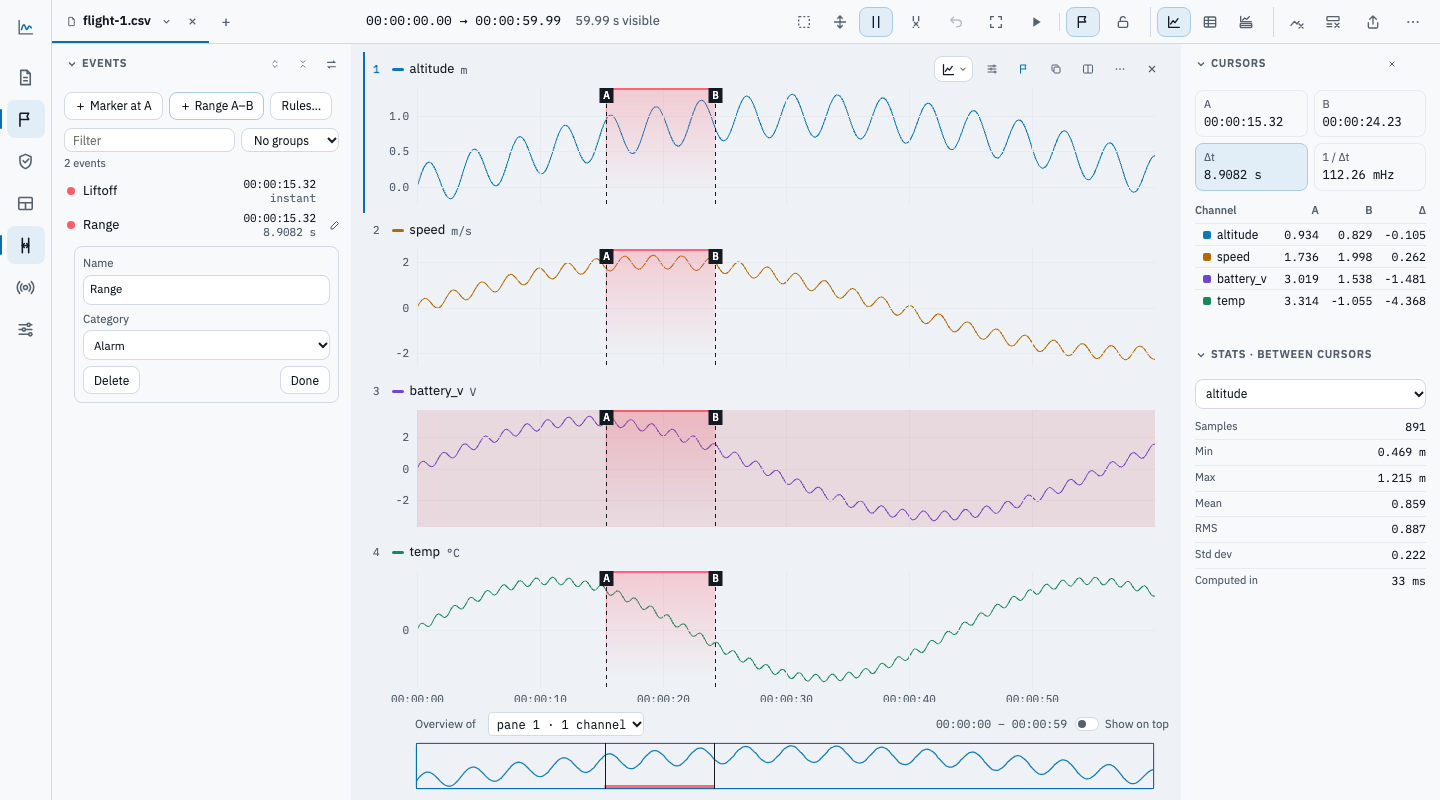 flight-1.csv
00:00:00.00 → 00:00:59.99 59.99 s visible
EVENTS
+ Marker at A + Range A–B Rules...
Filter No groups
2 events
Liftoff 00:00:15.32
instant
Range 00:00:15.32
8.9082 s
Name
Range
Category
Alarm
Delete Done
1 altitude m
A B
1.0
0.5
0.0
2 speed m/s
A B
2
0
-2
3 battery_v V
A B
2
0
-2
4 temp °C
A B
0
00:00:00 00:00:10 00:00:20 00:00:30 00:00:40 00:00:50
Overview of pane 1 · 1 channel 00:00:00 – 00:00:59 Show on top
CURSORS
A B
00:00:15.32 00:00:24.23
Δt 1 / Δt
8.9082 s 112.26 mHz
Channel A B Δ
altitude 0.934 0.829 -0.105
speed 1.736 1.998 0.262
battery_v 3.019 1.538 -1.481
temp 3.314 -1.055 -4.368
STATS · BETWEEN CURSORS
altitude
Samples 891
Min 0.469 m
Max 1.215 m
Mean 0.859
RMS 0.887
Std dev 0.222
Computed in 33 ms